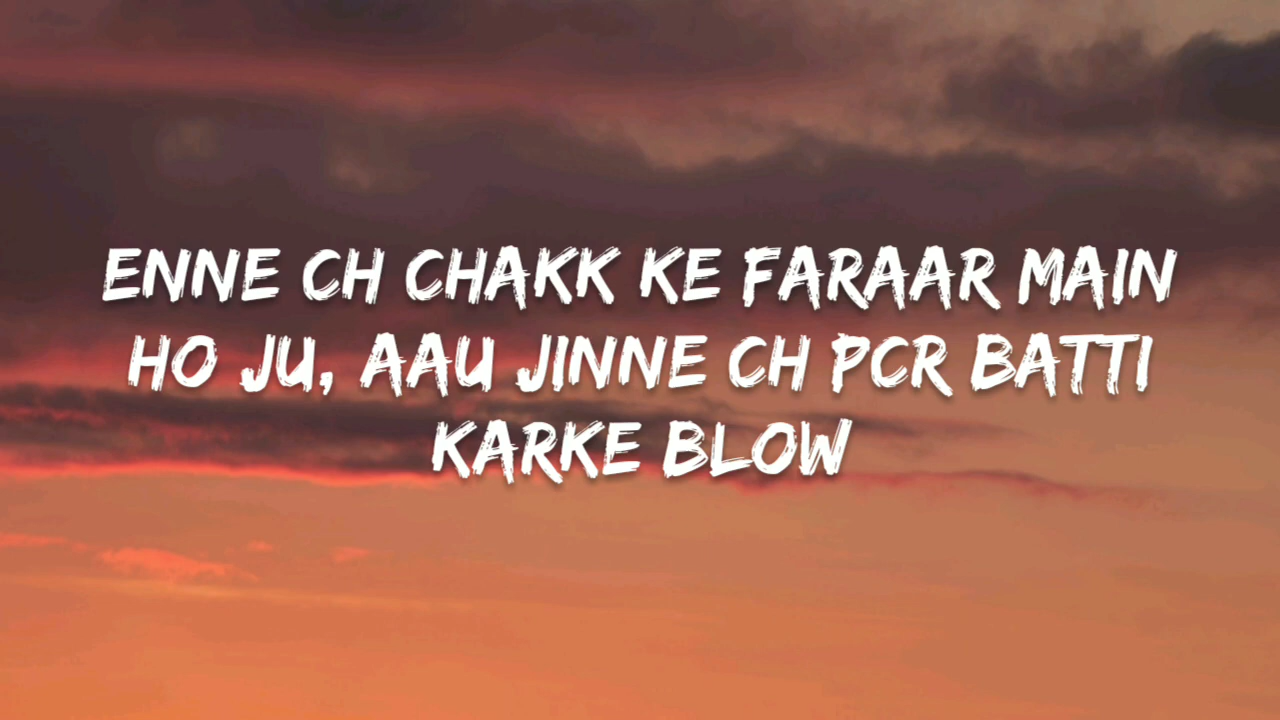 ENNE CH CHAKK KE FARAAR MAIN
HO JU, AAU JINNE CH PCR BATTI
KARKE BLOW